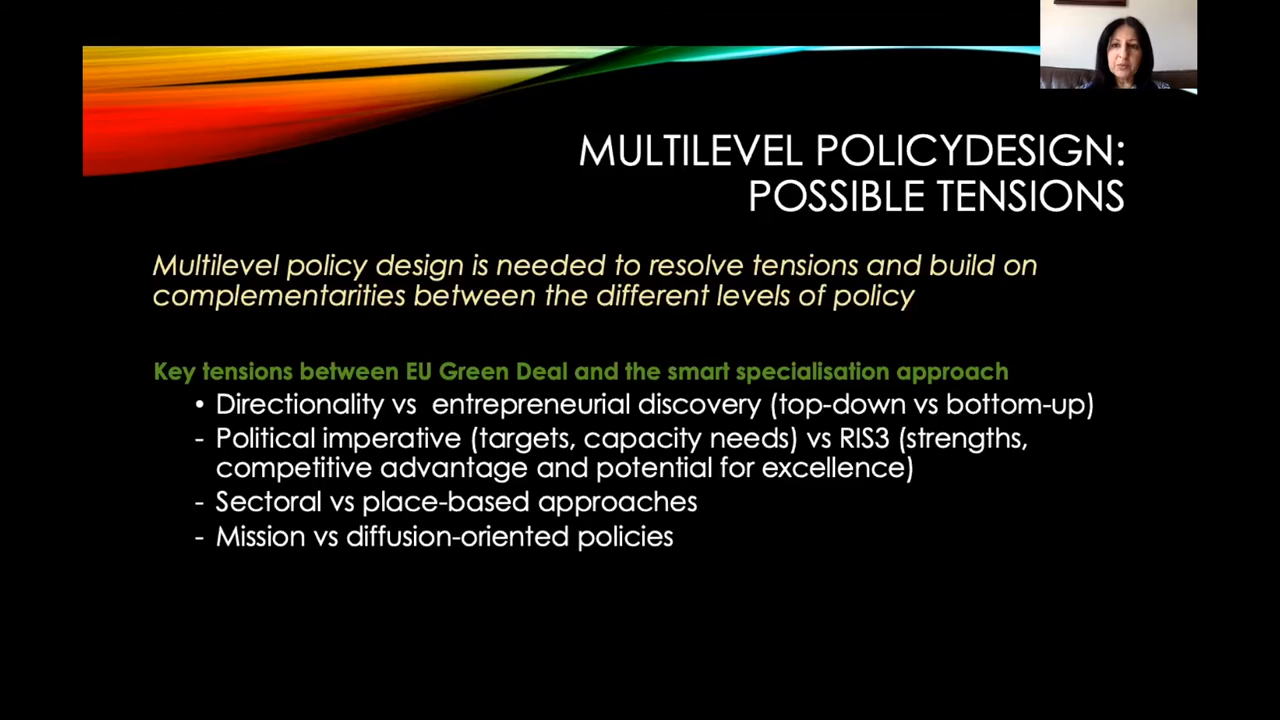 MULTILEVEL POLICYDESIGN:
POSSIBLE TENSIONS
Multilevel policy design is needed to resolve tensions and build on
complementarities between the different levels of policy
Key tensions between EU Green Deal and the smart specialisation approach
• Directionality vs entrepreneurial discovery (top-down vs bottom-up)
- Political imperative (targets, capacity needs) vs RIS3 (strengths,
competitive advantage and potential for excellence)
- Sectoral vs place-based approaches
- Mission vs diffusion-oriented policies